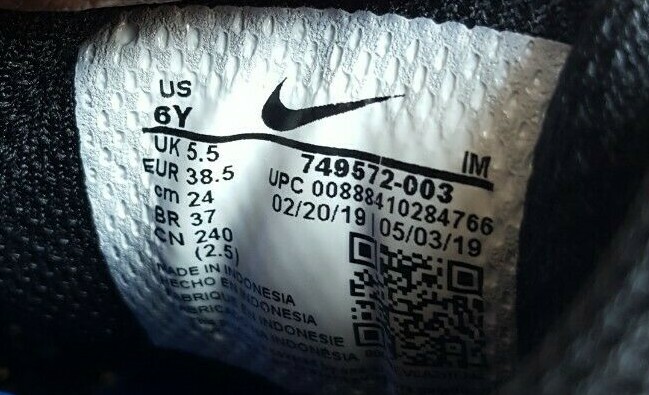 US
6Y
IM
UK 5.5
EUR 38.5
cm 24
BR 37
CN 240
(2.5)
749572-003
UPC 00888410284766
02/20/19 05/03/19
MADE IN INDONESIA
HECHO EN INDONESIA
FABRIQUE EN INDONESIE
INDONESIA